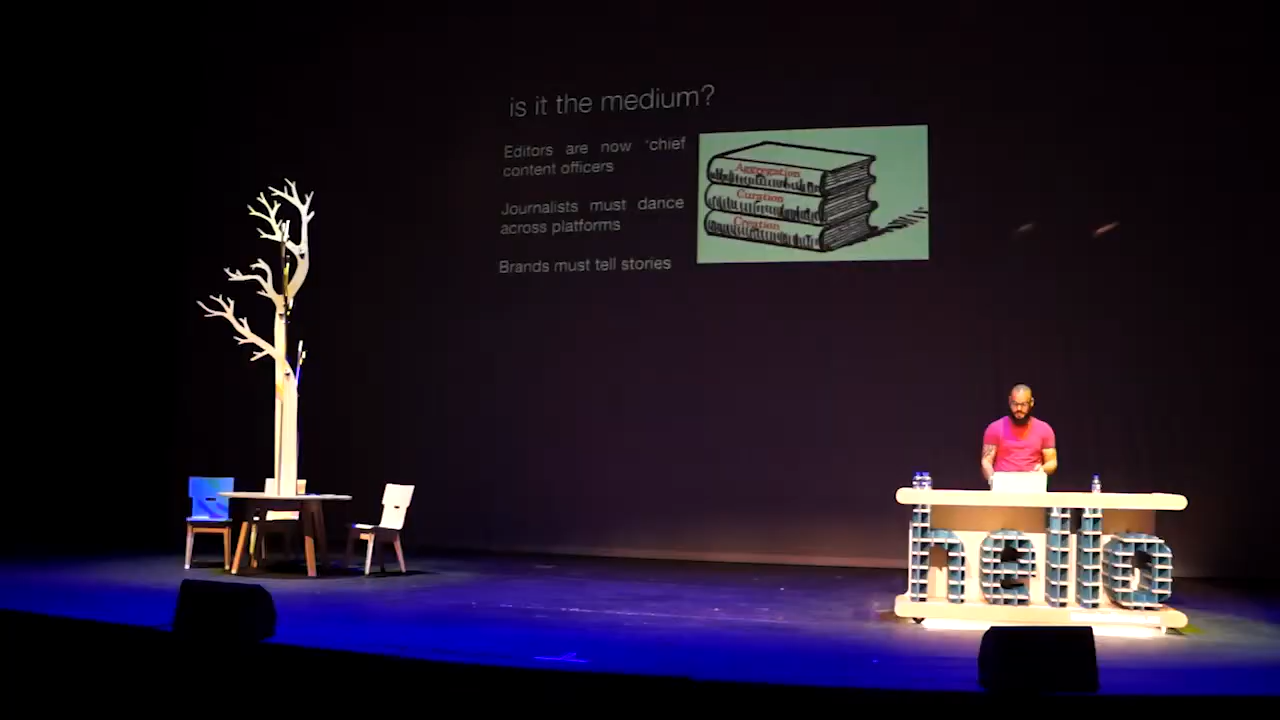 is it the medium?
Editors are now 'chief
content officers
Journalists must dance
across platforms
Brands must tell stories
Aggregation
Curation
Creation
hello